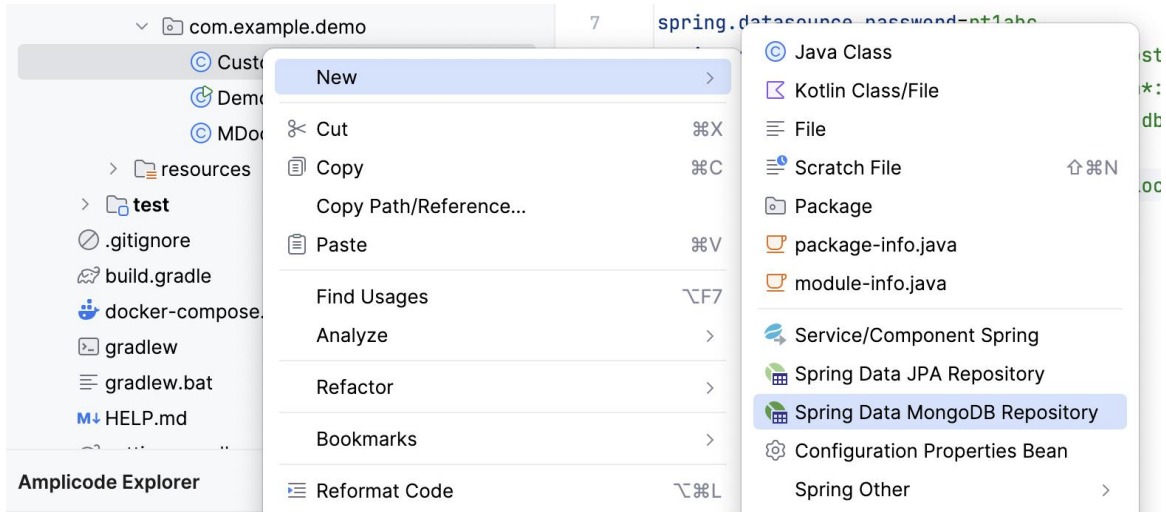 com.example.demo
7
spring.datasource.password=pt1abc
Custo
Demo
MDo
resources
test
.gitignore
build.gradle
docker-compose.
gradlew
gradlew.bat
HELP.md
Amplicode Explorer
New
Cut ⌘X
Copy ⌘C
Copy Path/Reference...
Paste ⌘V
Find Usages ⌥F7
Analyze
Refactor
Bookmarks
Reformat Code ⌥⌘L
Java Class
Kotlin Class/File
File
Scratch File ⇧⌘N
Package
package-info.java
module-info.java
Service/Component Spring
Spring Data JPA Repository
Spring Data MongoDB Repository
Configuration Properties Bean
Spring Other